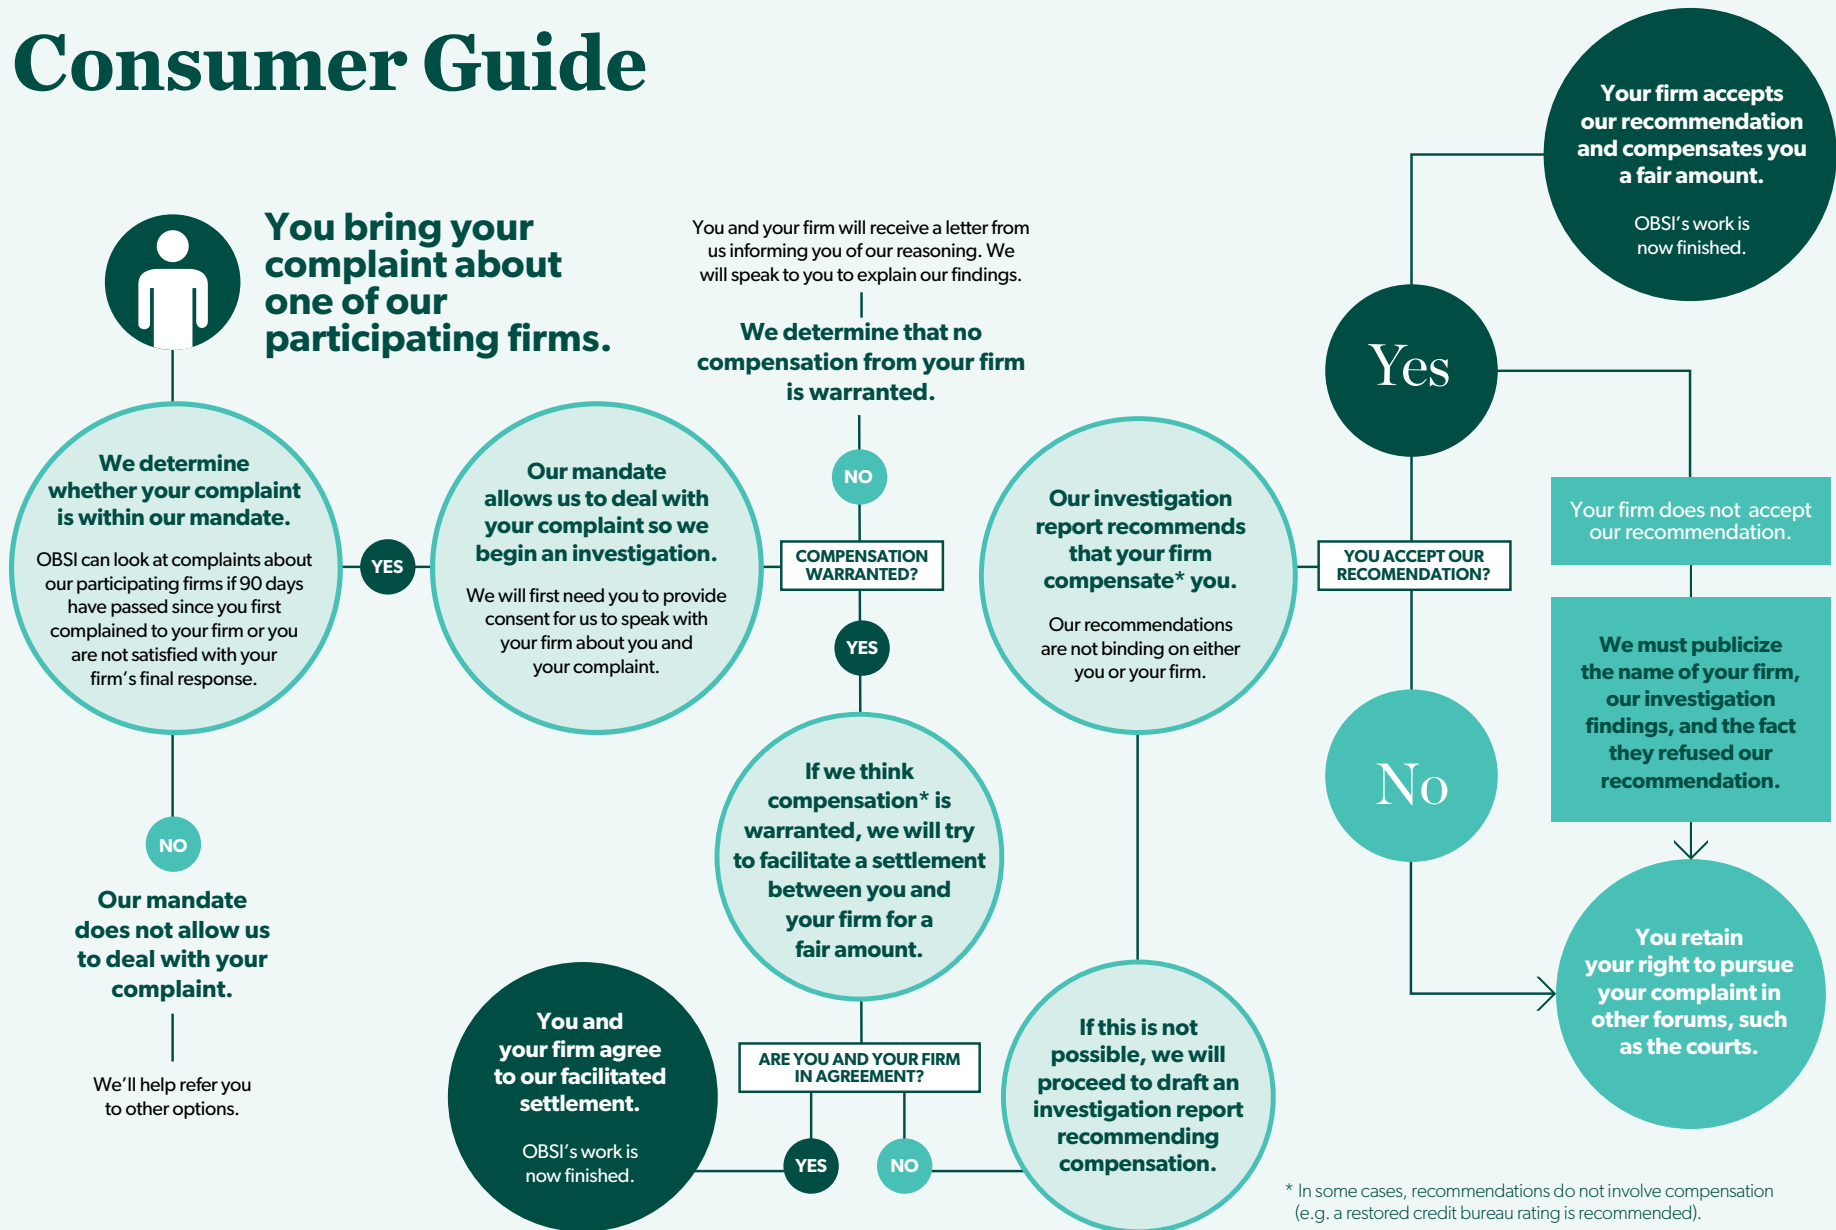 Consumer Guide
You bring your
complaint about
one of our
participating firms.
We determine
whether your complaint
is within our mandate.
OBSI can look at complaints about
our participating firms if 90 days
have passed since you first
complained to your firm or you
are not satisfied with your
firm's final response.
NO
Our mandate
does not allow us
to deal with your
complaint.
We'll help refer you
to other options.
YES
Our mandate
allows us to deal with
your complaint so we
begin an investigation.
We will first need you to provide
consent for us to speak with
your firm about you and
your complaint.
COMPENSATION
WARRANTED?
NO
We determine that no
compensation from your firm
is warranted.
You and your firm will receive a letter from
us informing you of our reasoning. We
will speak to you to explain our findings.
YES
If we think
compensation* is
warranted, we will try
to facilitate a settlement
between you and
your firm for a
fair amount.
ARE YOU AND YOUR FIRM
IN AGREEMENT?
YES
You and
your firm agree
to our facilitated
settlement.
OBSI's work is
now finished.
NO
If this is not
possible, we will
proceed to draft an
investigation report
recommending
compensation.
Our investigation
report recommends
that your firm
compensate* you.
Our recommendations
are not binding on either
you or your firm.
YOU ACCEPT OUR
RECOMENDATION?
Yes
Your firm accepts
our recommendation
and compensates you
a fair amount.
OBSI's work is
now finished.
Your firm does not accept
our recommendation.
We must publicize
the name of your firm,
our investigation
findings, and the fact
they refused our
recommendation.
No
You retain
your right to pursue
your complaint in
other forums, such
as the courts.
* In some cases, recommendations do not involve compensation
(e.g. a restored credit bureau rating is recommended).